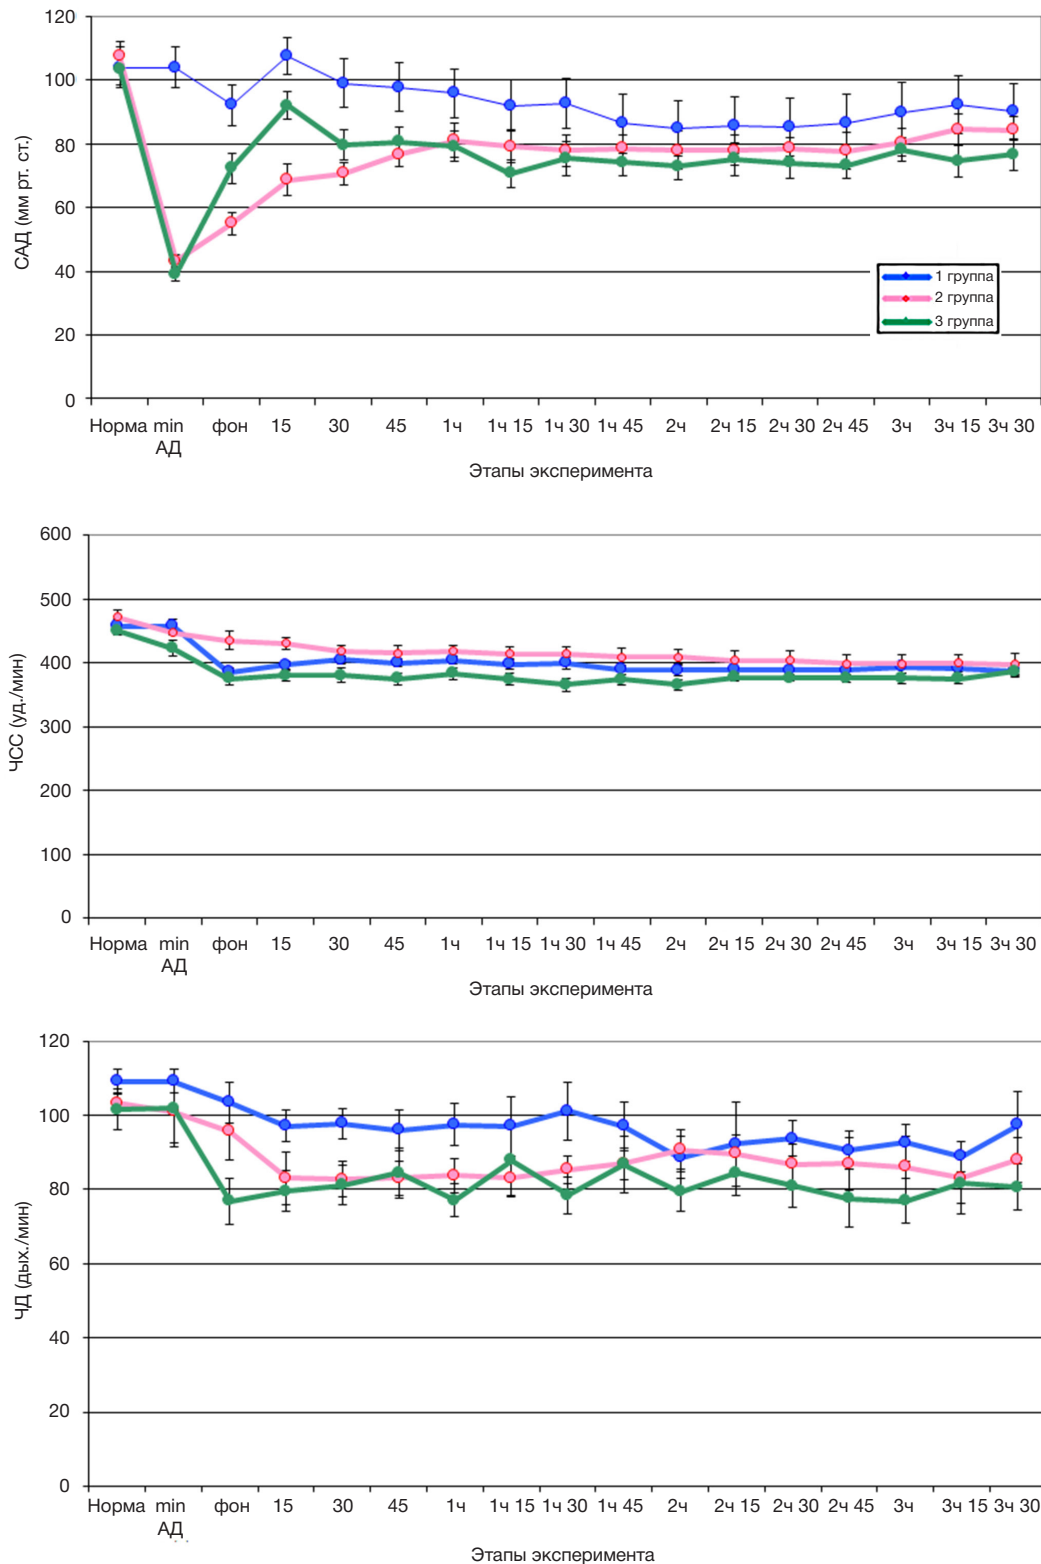 120
100
80
60
40
20
0
САД (мм рт. ст.)
1 группа
2 группа
3 группа
Норма min фон 15 30 45 1ч 1ч 15 1ч 30 1ч 45 2ч 2ч 15 2ч 30 2ч 45 3ч 3ч 15 3ч 30
АД
Этапы эксперимента
600
500
400
300
200
100
0
ЧСС (уд./мин)
Норма min фон 15 30 45 1ч 1ч 15 1ч 30 1ч 45 2ч 2ч 15 2ч 30 2ч 45 3ч 3ч 15 3ч 30
АД
Этапы эксперимента
120
100
80
60
40
20
0
ЧД (дых./мин)
Норма min фон 15 30 45 1ч 1ч 15 1ч 30 1ч 45 2ч 2ч 15 2ч 30 2ч 45 3ч 3ч 15 3ч 30
АД
Этапы эксперимента